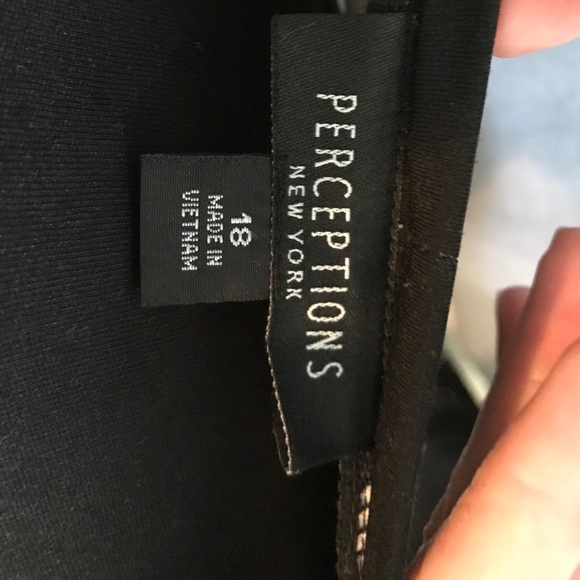 PERCEPTIONS
NEW YORK
18
MADE IN
VIETNAM